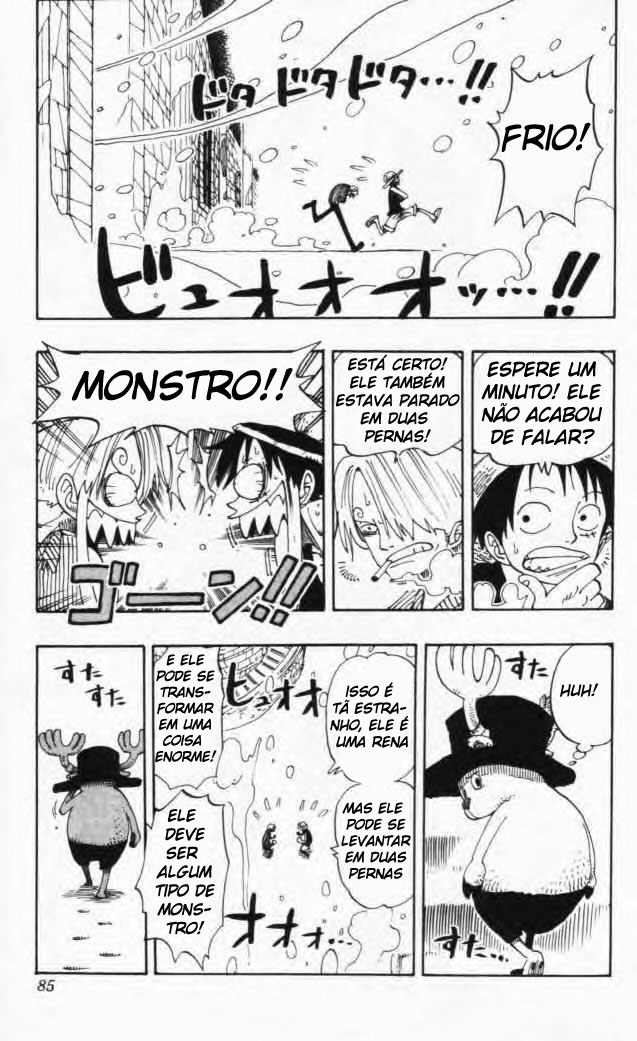 ドタドタドタ…!!
FRIO!
ビュオオオオッ…!!
ESPERE UM
MINUTO! ELE
NÃO ACABOU
DE FALAR?
ESTÁ CERTO!
ELE TAMBÉM
ESTAVA PARADO
EM DUAS
PERNAS!
MONSTRO!!
ゴーン!!
HUH!
すた
すた…
ISSO É
TÃ ESTRA-
NHO, ELE É
UMA RENA
MAS ELE
PODE SE
LEVANTAR
EM DUAS
PERNAS
ビュオオ
オオオ…
E ELE
PODE SE
TRANS-
FORMAR
EM UMA
COISA
ENORME!
ELE
DEVE
SER
ALGUM
TIPO DE
MONS-
TRO!
すた
すた
85